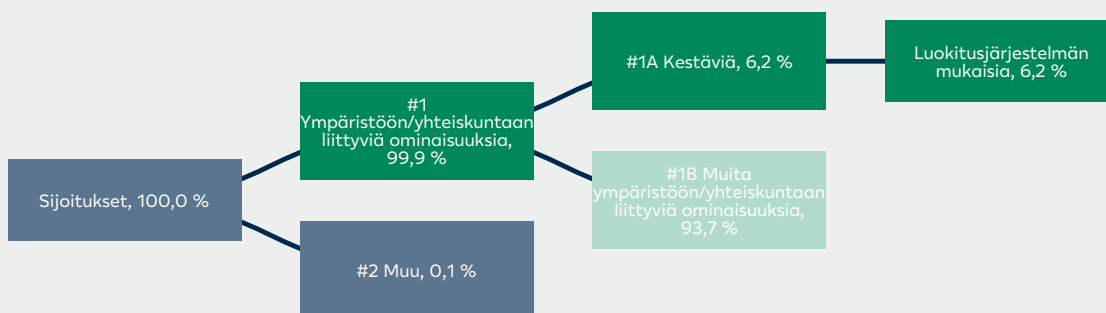 Sijoitukset, 100,0 %
#1
Ympäristöön/yhteiskuntaan
liittyviä ominaisuuksia,
99,9 %
#2 Muu, 0,1 %
#1A Kestäviä, 6,2 %
#1B Muita
ympäristöön/yhteiskuntaan
liittyviä ominaisuuksia,
93,7 %
Luokitusjärjestelmän
mukaisia, 6,2 %